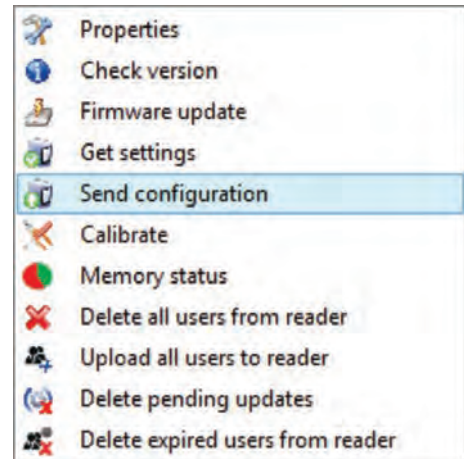 Properties
Check version
Firmware update
Get settings
Send configuration
Calibrate
Memory status
Delete all users from reader
Upload all users to reader
Delete pending updates
Delete expired users from reader